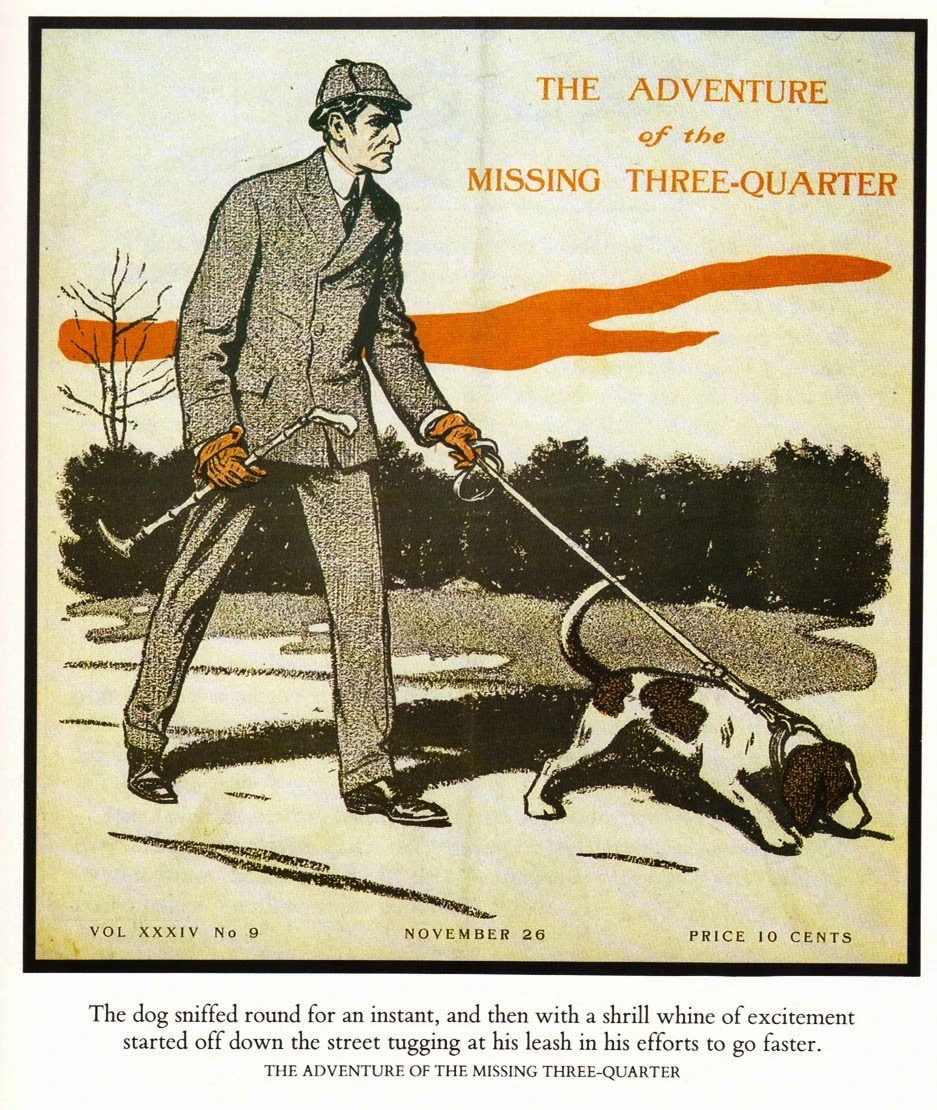 THE ADVENTURE
of the
MISSING THREE-QUARTER
VOL XXXIV No 9
NOVEMBER 26
PRICE 10 CENTS
The dog sniffed round for an instant, and then with a shrill whine of excitement
started off down the street tugging at his leash in his efforts to go faster.
THE ADVENTURE OF THE MISSING THREE-QUARTER